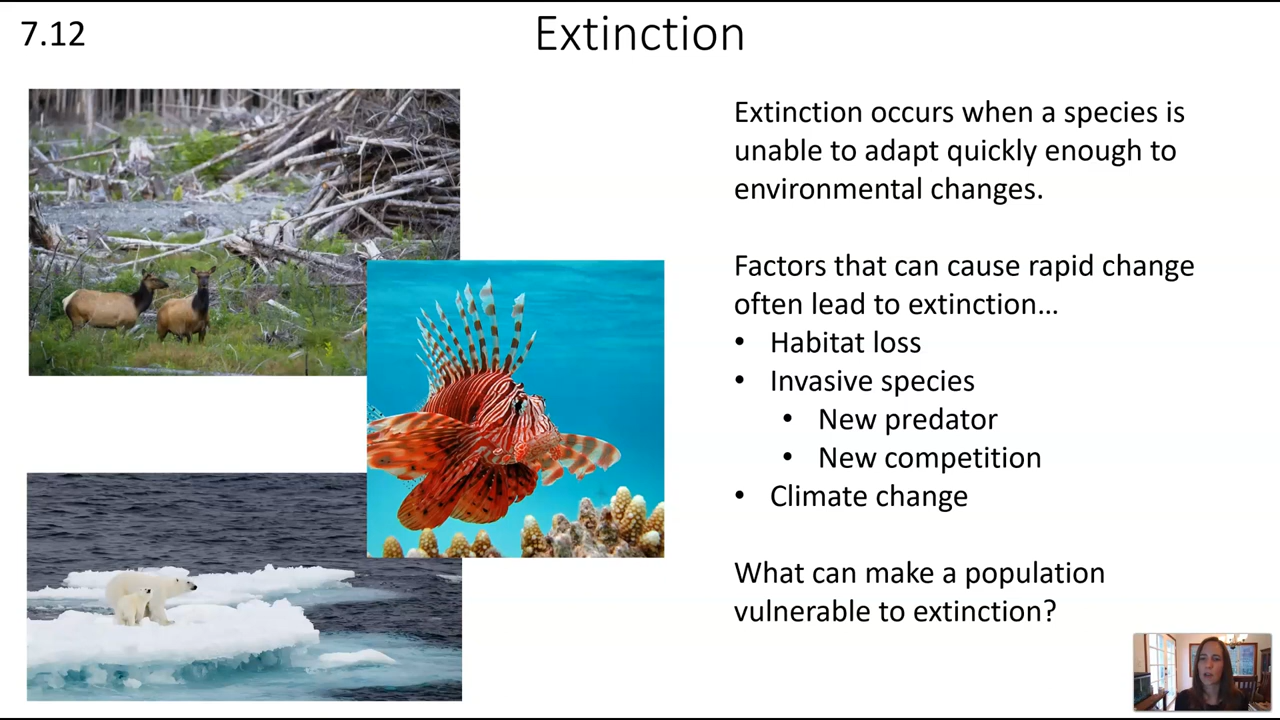 7.12
Extinction
Extinction occurs when a species is
unable to adapt quickly enough to
environmental changes.
Factors that can cause rapid change
often lead to extinction…
• Habitat loss
• Invasive species
• New predator
• New competition
• Climate change
What can make a population
vulnerable to extinction?